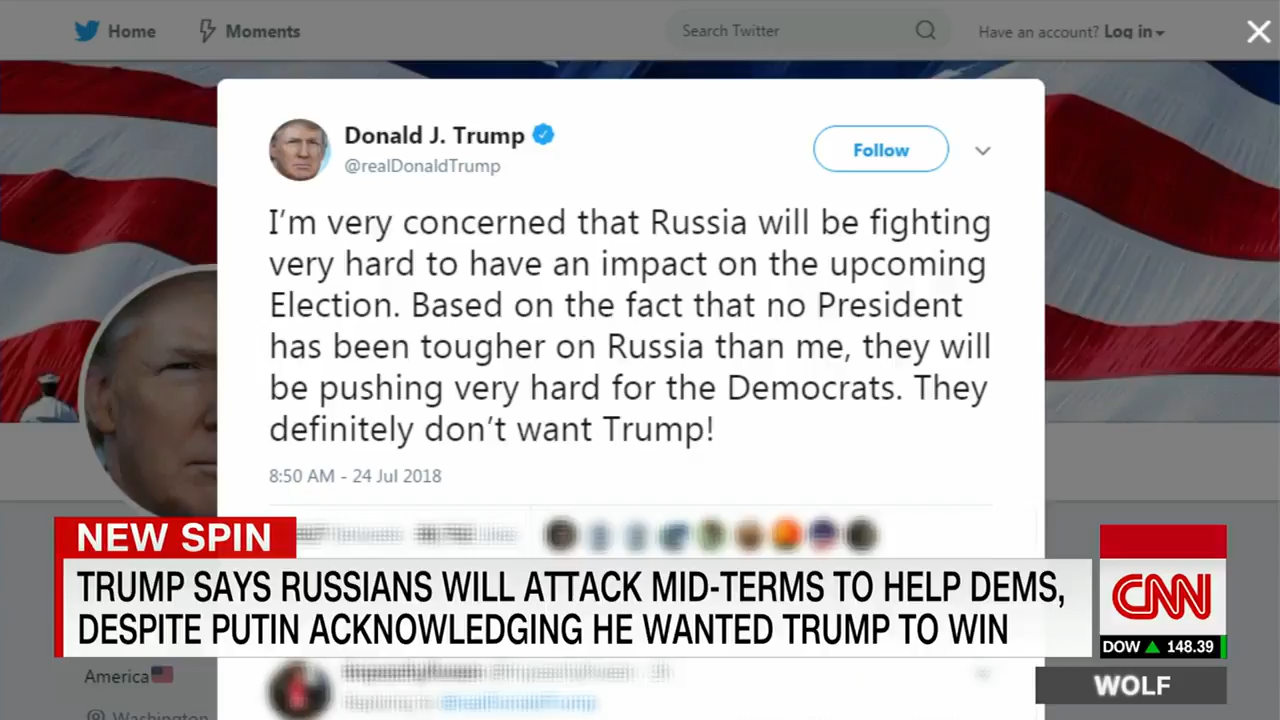 Home
Moments
Search Twitter
Have an account? Log in
Donald J. Trump
@realDonaldTrump
Follow
I'm very concerned that Russia will be fighting
very hard to have an impact on the upcoming
Election. Based on the fact that no President
has been tougher on Russia than me, they will
be pushing very hard for the Democrats. They
definitely don't want Trump!
8:50 AM - 24 Jul 2018
NEW SPIN
TRUMP SAYS RUSSIANS WILL ATTACK MID-TERMS TO HELP DEMS,
DESPITE PUTIN ACKNOWLEDGING HE WANTED TRUMP TO WIN
CNN
DOW ▲ 148.39
WOLF
America
@realDonaldTrump
Washington